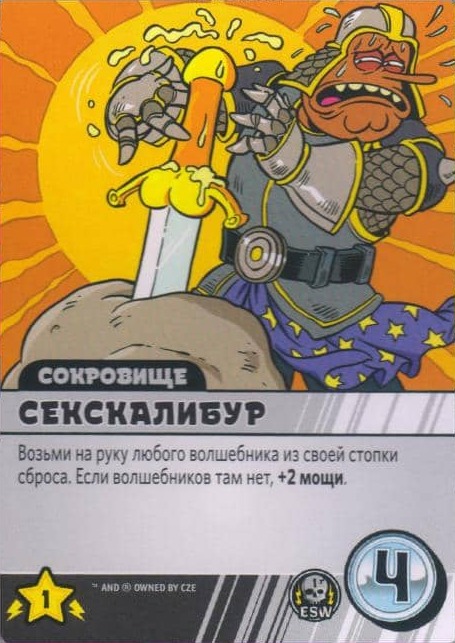 СОКРОВИЩЕ
СЕКСКАЛИБУР
Возьми на руку любого волшебника из своей стопки
сброса. Если волшебников там нет, +2 мощи.
1
™ AND ® OWNED BY CZE
ESW
4